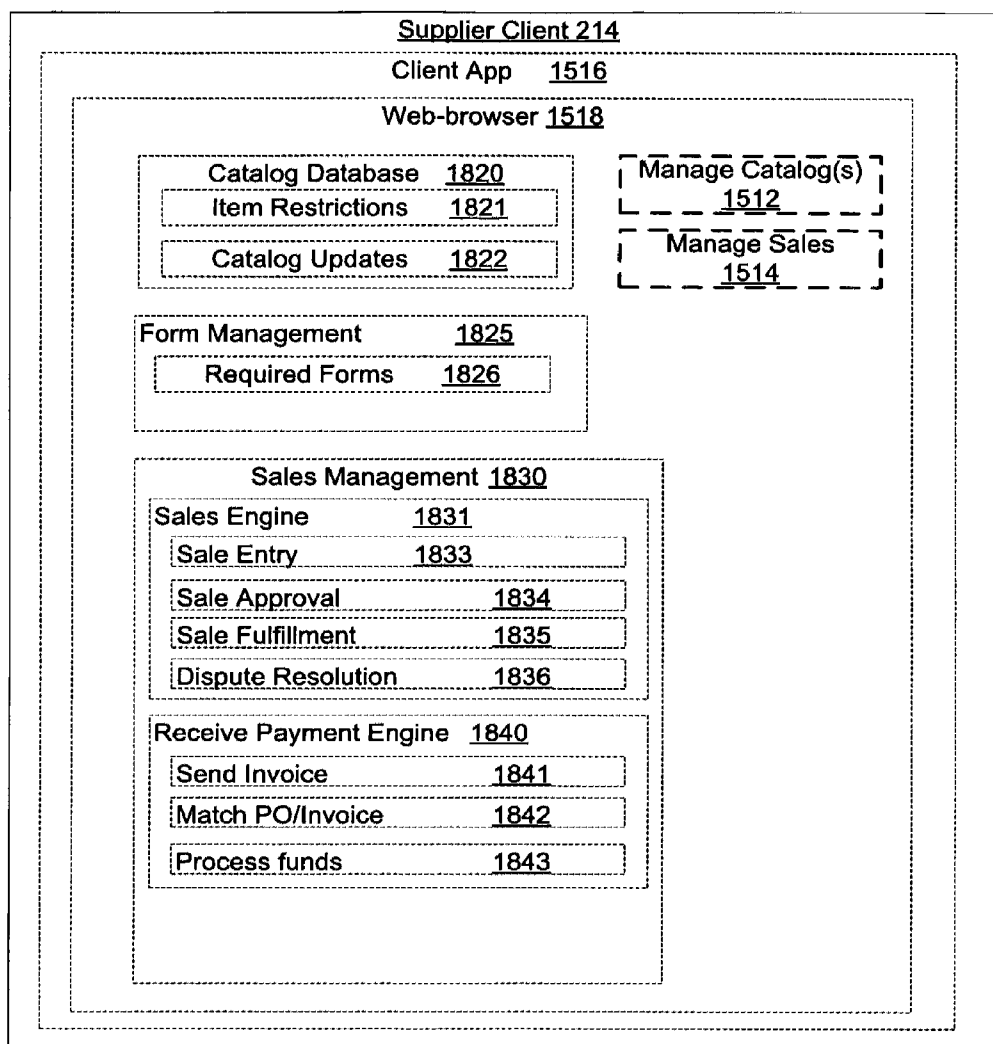 Supplier Client 214
Client App 1516
Web-browser 1518
Catalog Database 1820
Item Restrictions 1821
Catalog Updates 1822
Manage Catalog(s)
1512
Manage Sales
1514
Form Management 1825
Required Forms 1826
Sales Management 1830
Sales Engine 1831
Sale Entry 1833
Sale Approval 1834
Sale Fulfillment 1835
Dispute Resolution 1836
Receive Payment Engine 1840
Send Invoice 1841
Match PO/Invoice 1842
Process funds 1843